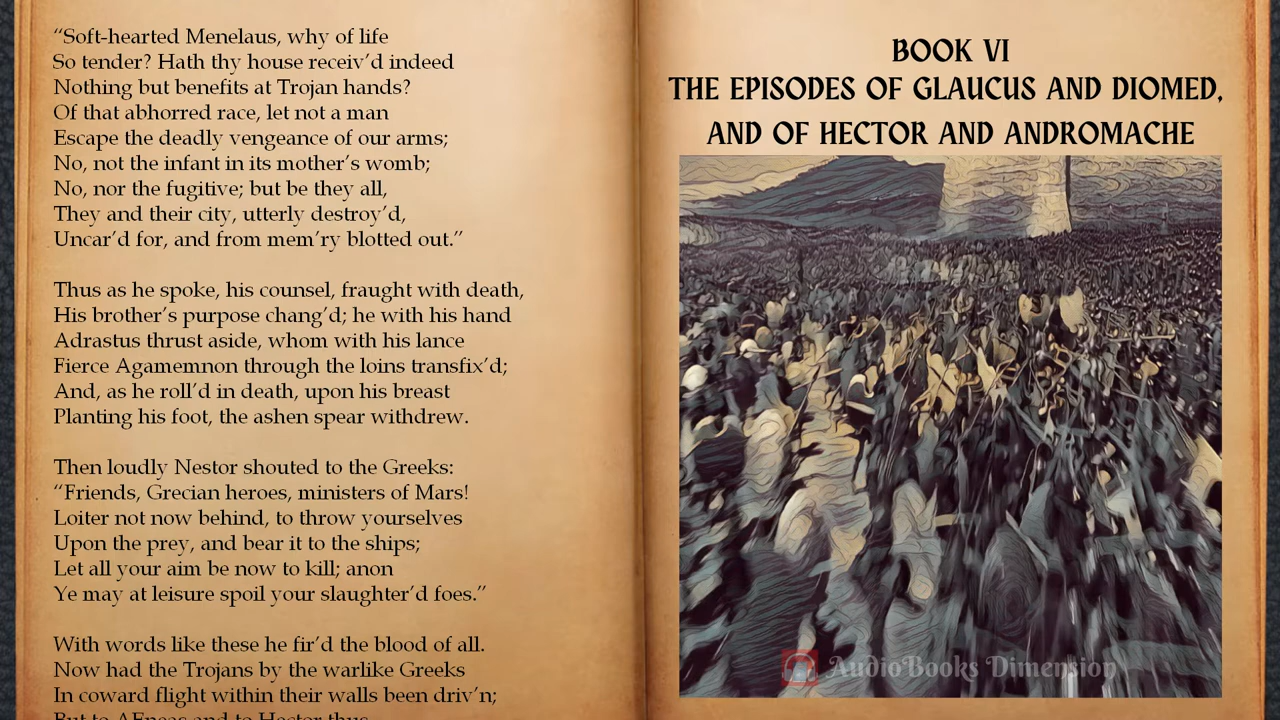 “Soft-hearted Menelaus, why of life
So tender? Hath thy house receiv’d indeed
Nothing but benefits at Trojan hands?
Of that abhorred race, let not a man
Escape the deadly vengeance of our arms;
No, not the infant in its mother’s womb;
No, nor the fugitive; but be they all,
They and their city, utterly destroy’d,
Uncar’d for, and from mem’ry blotted out.”
Thus as he spoke, his counsel, fraught with death,
His brother’s purpose chang’d; he with his hand
Adrastus thrust aside, whom with his lance
Fierce Agamemnon through the loins transfix’d;
And, as he roll’d in death, upon his breast
Planting his foot, the ashen spear withdrew.
Then loudly Nestor shouted to the Greeks:
“Friends, Grecian heroes, ministers of Mars!
Loiter not now behind, to throw yourselves
Upon the prey, and bear it to the ships;
Let all your aim be now to kill; anon
Ye may at leisure spoil your slaughter’d foes.”
With words like these he fir’d the blood of all.
Now had the Trojans by the warlike Greeks
In coward flight within their walls been driv’n;
But to AEneas and to Hector thus
BOOK VI
THE EPISODES OF GLAUCUS AND DIOMED,
AND OF HECTOR AND ANDROMACHE
AudioBooks Dimension